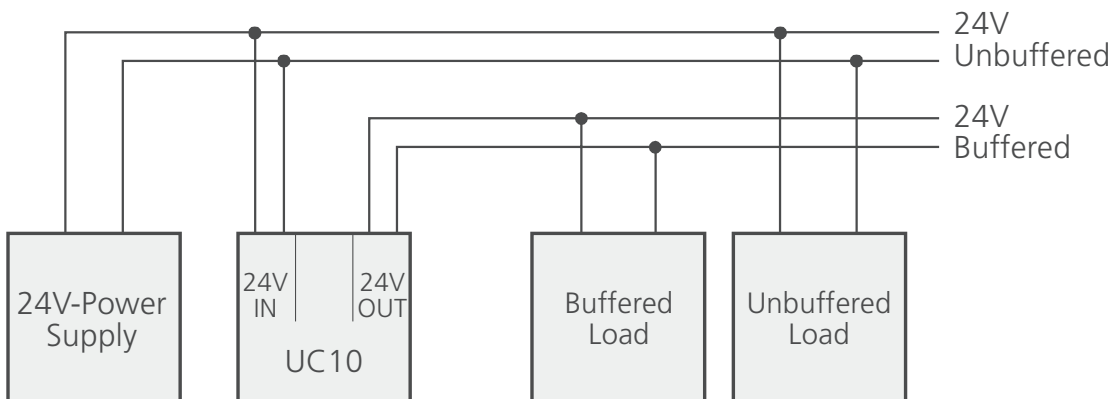 24V
Unbuffered
24V
Buffered
24V-Power
Supply
24V
IN
24V
OUT
UC10
Buffered
Load
Unbuffered
Load